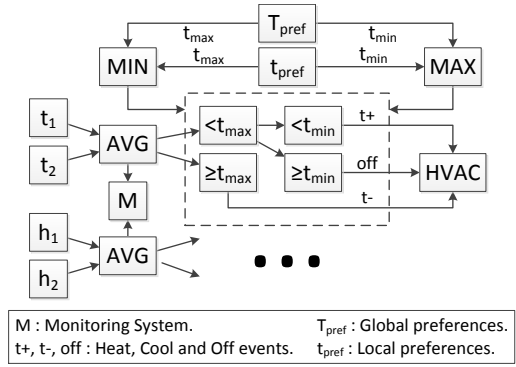 T_pref
t_max t_min
MIN t_max t_pref t_min MAX
t_1
t_2
AVG
<t_max <t_min t+
≥t_max ≥t_min off
t-
HVAC
M
h_1
h_2
AVG
M : Monitoring System. T_pref : Global preferences.
t+, t-, off : Heat, Cool and Off events. t_pref : Local preferences.